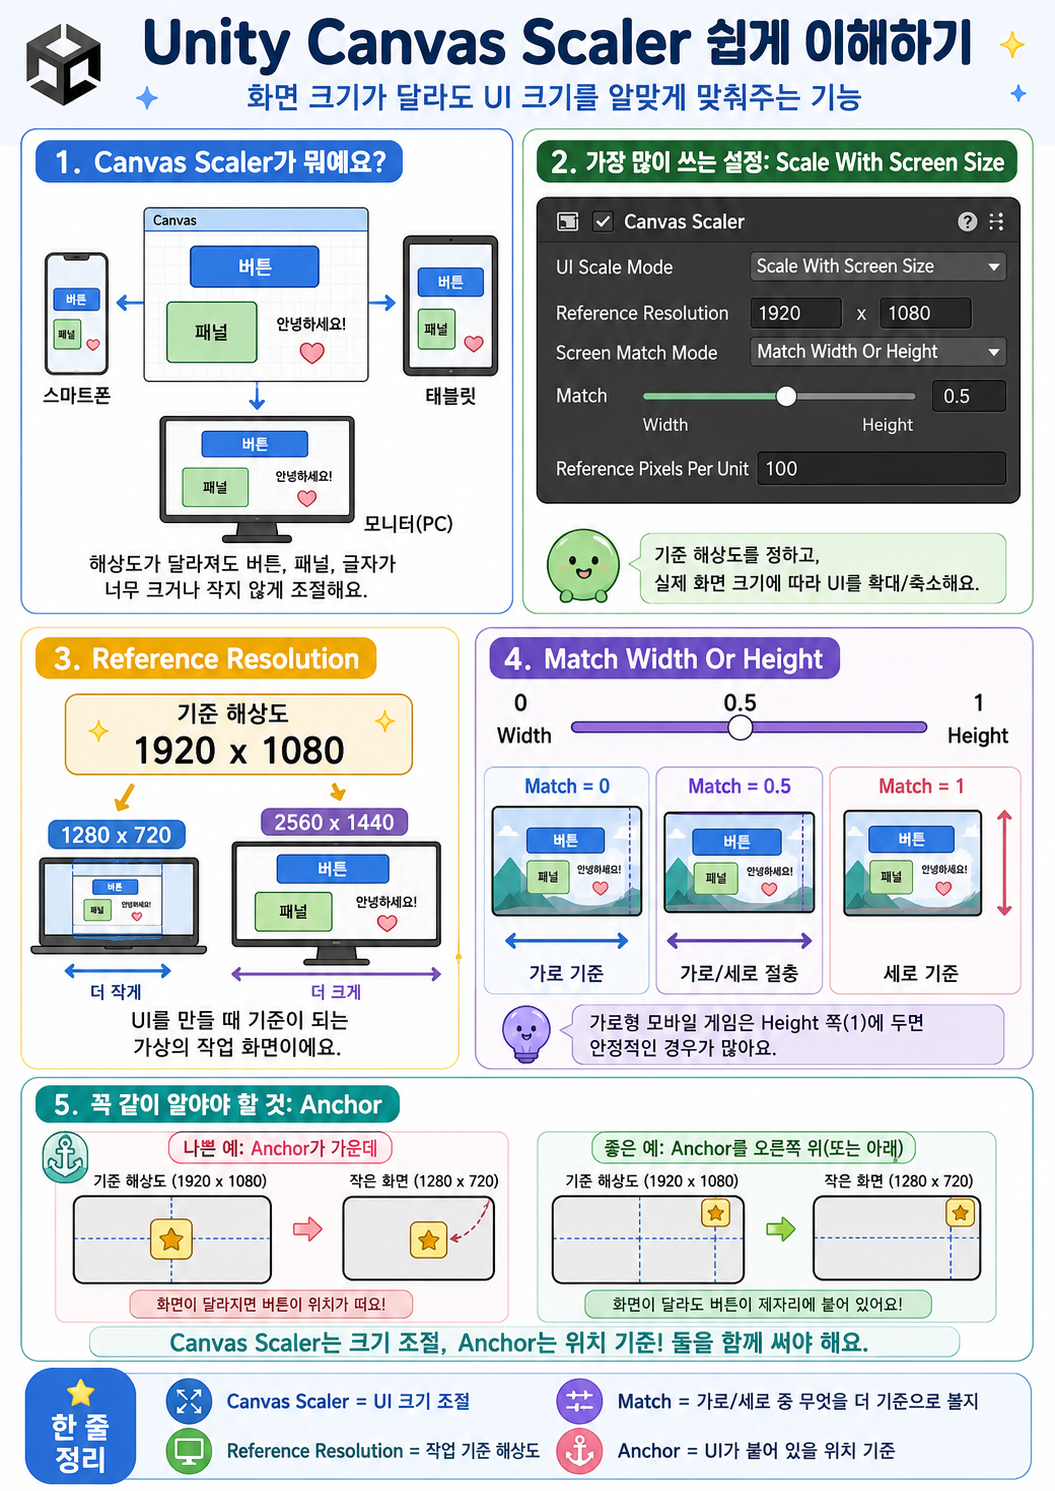 Unity Canvas Scaler 쉽게 이해하기
화면 크기가 달라도 UI 크기를 알맞게 맞춰주는 기능
1. Canvas Scaler가 뭐예요?
Canvas
버튼
패널
안녕하세요!
버튼
패널
스마트폰
버튼
패널
태블릿
버튼
패널
안녕하세요!
모니터(PC)
해상도가 달라져도 버튼, 패널, 글자가
너무 크거나 작지 않게 조절해요.
2. 가장 많이 쓰는 설정: Scale With Screen Size
Canvas Scaler
?
UI Scale Mode Scale With Screen Size
Reference Resolution 1920 x 1080
Screen Match Mode Match Width Or Height
Match 0.5
Width Height
Reference Pixels Per Unit 100
기준 해상도를 정하고,
실제 화면 크기에 따라 UI를 확대/축소해요.
3. Reference Resolution
기준 해상도
1920 x 1080
1280 x 720
버튼
패널
안녕하세요!
더 작게
2560 x 1440
버튼
패널
안녕하세요!
더 크게
UI를 만들 때 기준이 되는
가상의 작업 화면이에요.
4. Match Width Or Height
0 0.5 1
Width Height
Match = 0
버튼
패널
안녕하세요!
가로 기준
Match = 0.5
버튼
패널
안녕하세요!
가로/세로 절충
Match = 1
버튼
패널
안녕하세요!
세로 기준
가로형 모바일 게임은 Height 쪽(1)에 두면
안정적인 경우가 많아요.
5. 꼭 같이 알아야 할 것: Anchor
나쁜 예: Anchor가 가운데
기준 해상도 (1920 x 1080) 작은 화면 (1280 x 720)
화면이 달라지면 버튼이 위치가 떠요!
좋은 예: Anchor를 오른쪽 위(또는 아래)
기준 해상도 (1920 x 1080) 작은 화면 (1280 x 720)
화면이 달라도 버튼이 제자리에 붙어 있어요!
Canvas Scaler는 크기 조절, Anchor는 위치 기준! 둘을 함께 써야 해요.
한 줄
정리
Canvas Scaler = UI 크기 조절
Match = 가로/세로 중 무엇을 더 기준으로 볼지
Reference Resolution = 작업 기준 해상도
Anchor = UI가 붙어 있을 위치 기준